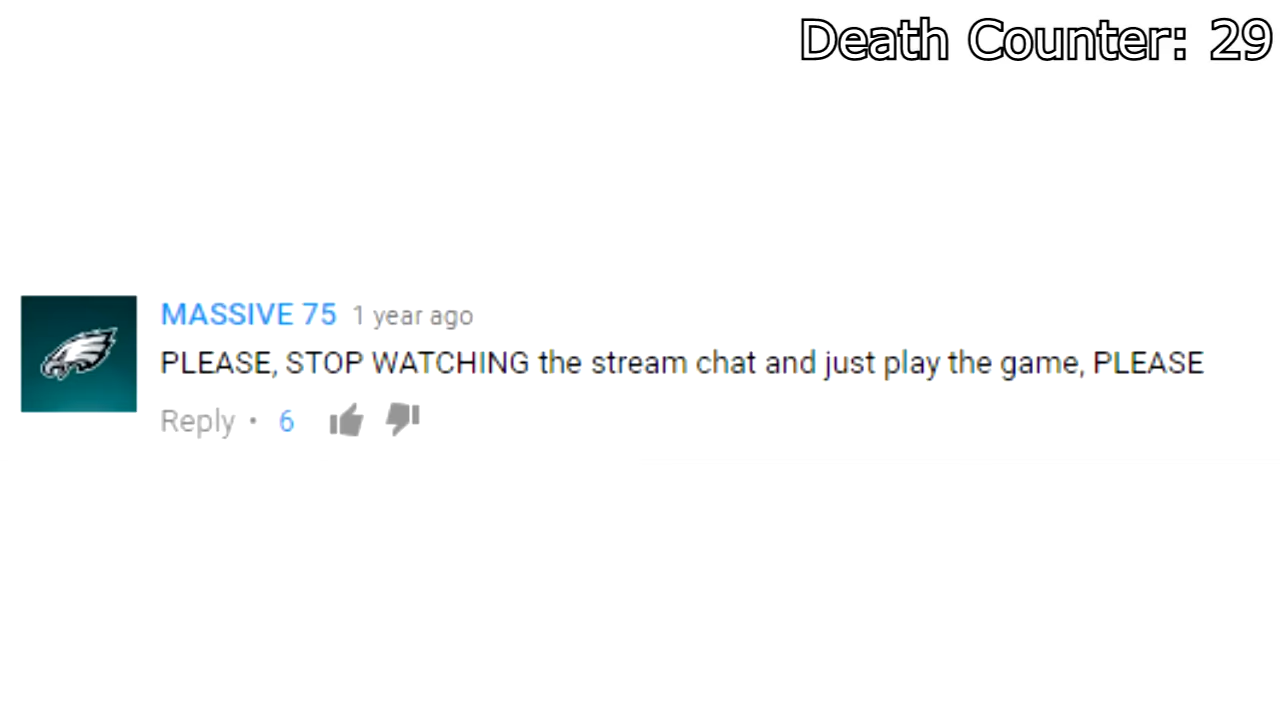 Death Counter: 29
MASSIVE 75 1 year ago
PLEASE, STOP WATCHING the stream chat and just play the game, PLEASE
Reply • 6